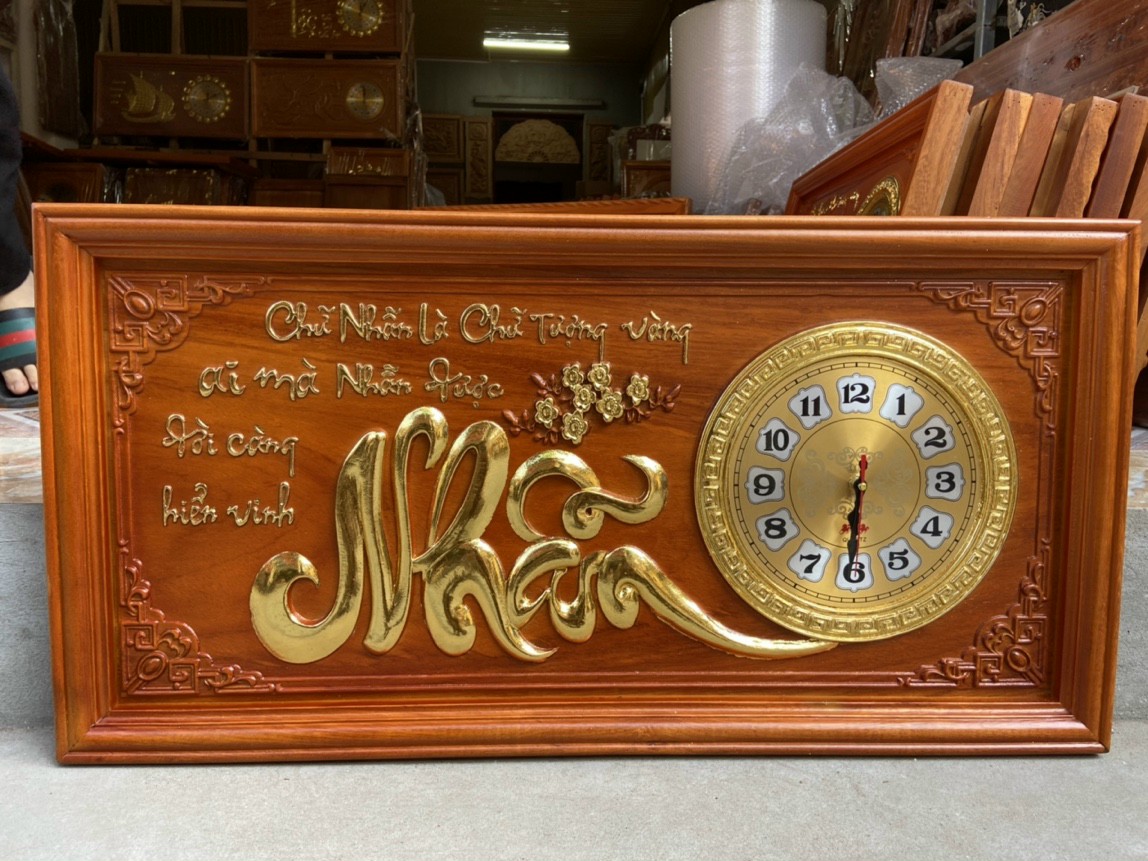 Chữ Nhẫn Là Chữ Tượng vàng
ai mà Nhẫn được
đời càng
hiển vinh
Nhẫn
12
1
2
3
4
5
6
7
8
9
10
11